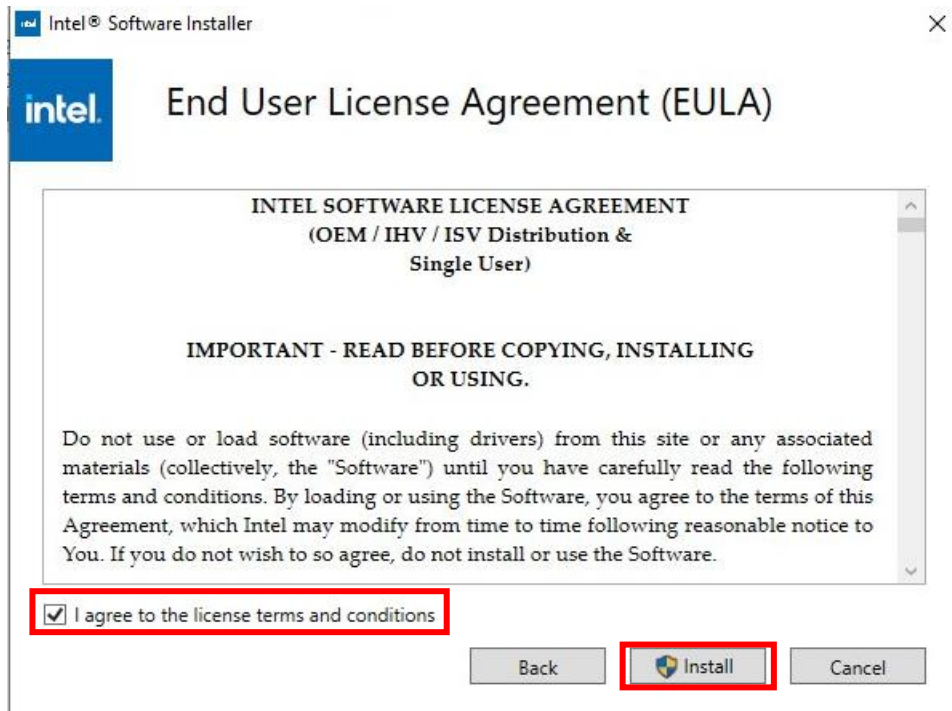 intel Intel® Software Installer
intel.
End User License Agreement (EULA)
INTEL SOFTWARE LICENSE AGREEMENT
(OEM / IHV / ISV Distribution &
Single User)
IMPORTANT - READ BEFORE COPYING, INSTALLING
OR USING.
Do not use or load software (including drivers) from this site or any associated
materials (collectively, the "Software") until you have carefully read the following
terms and conditions. By loading or using the Software, you agree to the terms of this
Agreement, which Intel may modify from time to time following reasonable notice to
You. If you do not wish to so agree, do not install or use the Software.
I agree to the license terms and conditions
Back Install Cancel